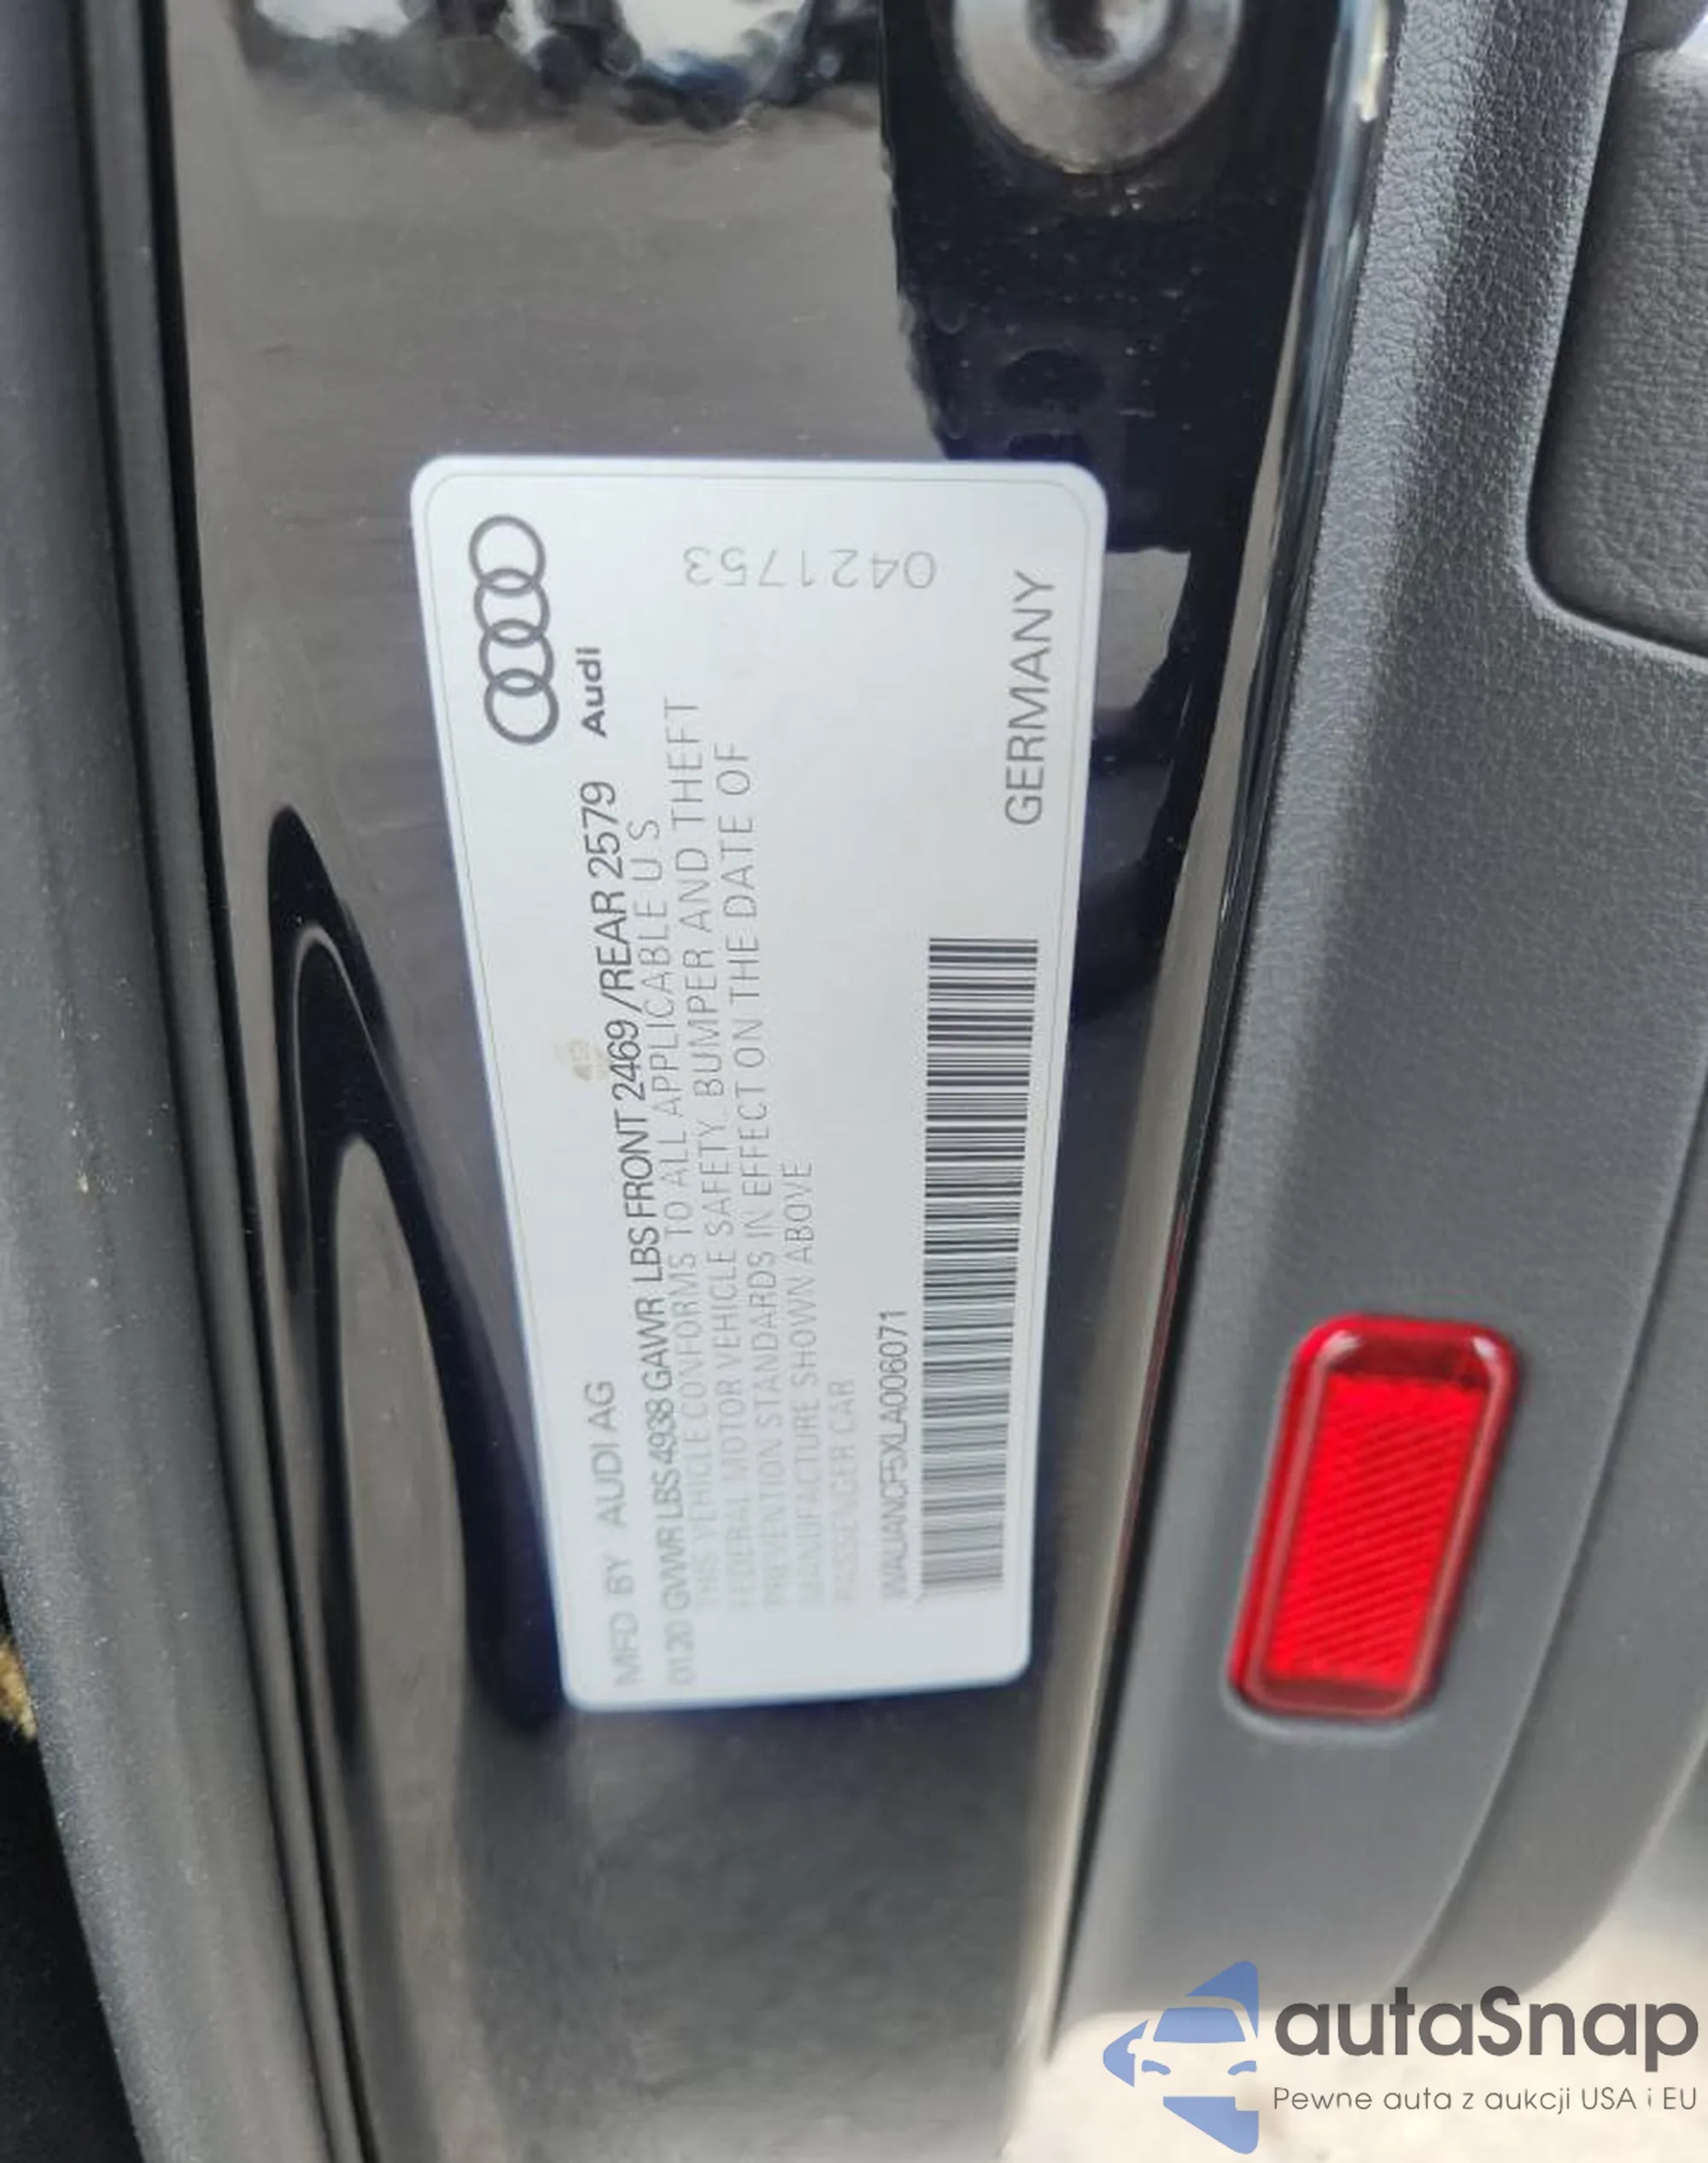 Audi
MFD BY AUDI AG
01.20 GVWR LBS 4938 GAWR LBS FRONT 2469/REAR 2579
THIS VEHICLE CONFORMS TO ALL APPLICABLE U S
FEDERAL MOTOR VEHICLE SAFETY, BUMPER AND THEFT
PREVENTION STANDARDS IN EFFECT ON THE DATE OF
MANUFACTURE SHOWN ABOVE
PASSENGER CAR
WAUANCF5XLA006071
GERMANY
0421753
autaSnap
Pewne auta z aukcji USA i EU